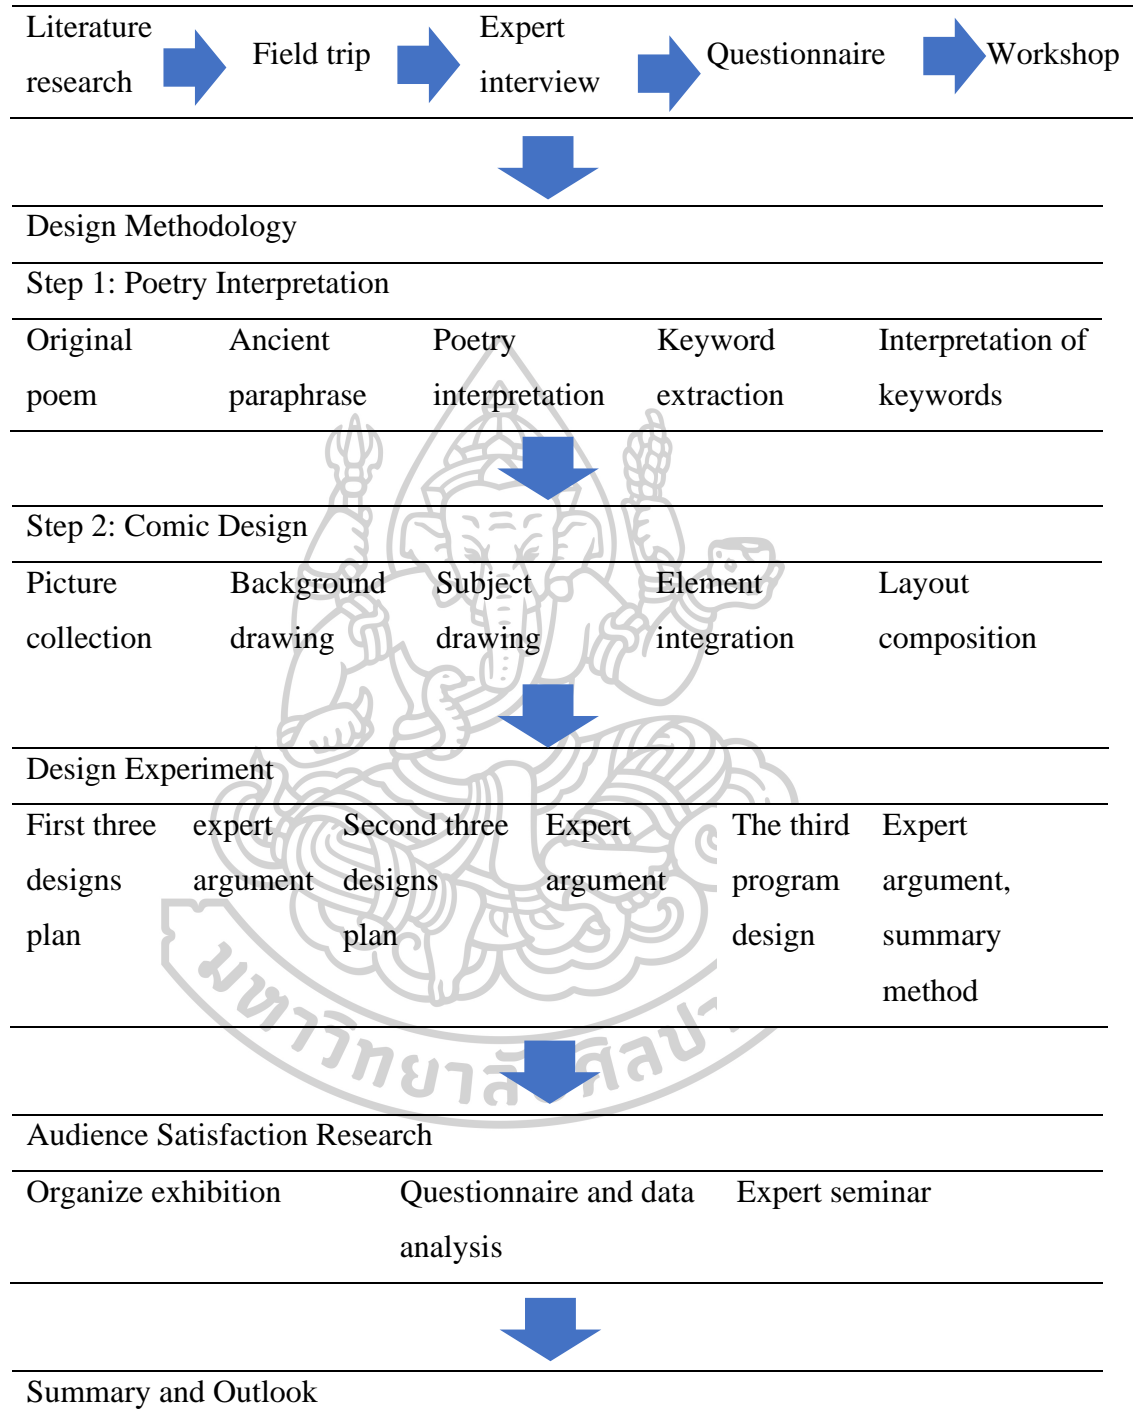 Literature research Field trip Expert interview Questionnaire Workshop
Design Methodology
Step 1: Poetry Interpretation
Original poem Ancient paraphrase Poetry interpretation Keyword extraction Interpretation of keywords
Step 2: Comic Design
Picture collection Background drawing Subject drawing Element integration Layout composition
Design Experiment
First three designs plan expert argument Second three designs plan Expert argument The third program design Expert argument, summary method
Audience Satisfaction Research
Organize exhibition Questionnaire and data analysis Expert seminar
Summary and Outlook